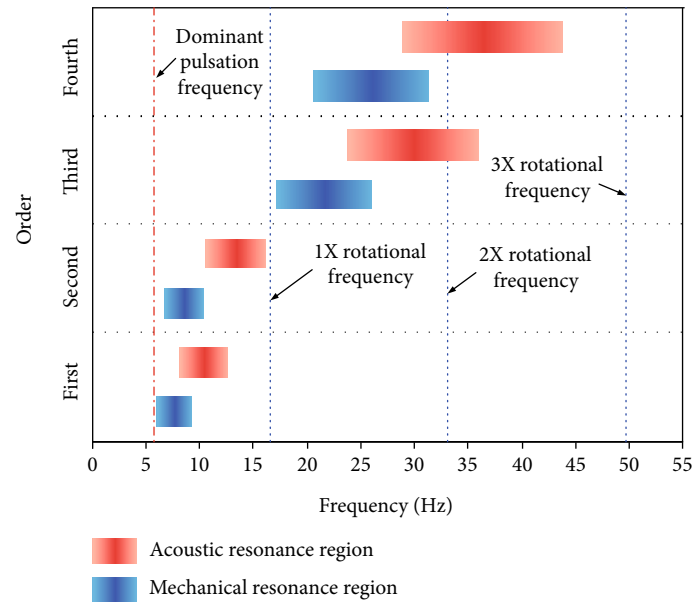 Dominant
pulsation
frequency
Fourth
Third
Second
First
Order
3X rotational
frequency
1X rotational
frequency
2X rotational
frequency
0 5 10 15 20 25 30 35 40 45 50 55
Frequency (Hz)
Acoustic resonance region
Mechanical resonance region